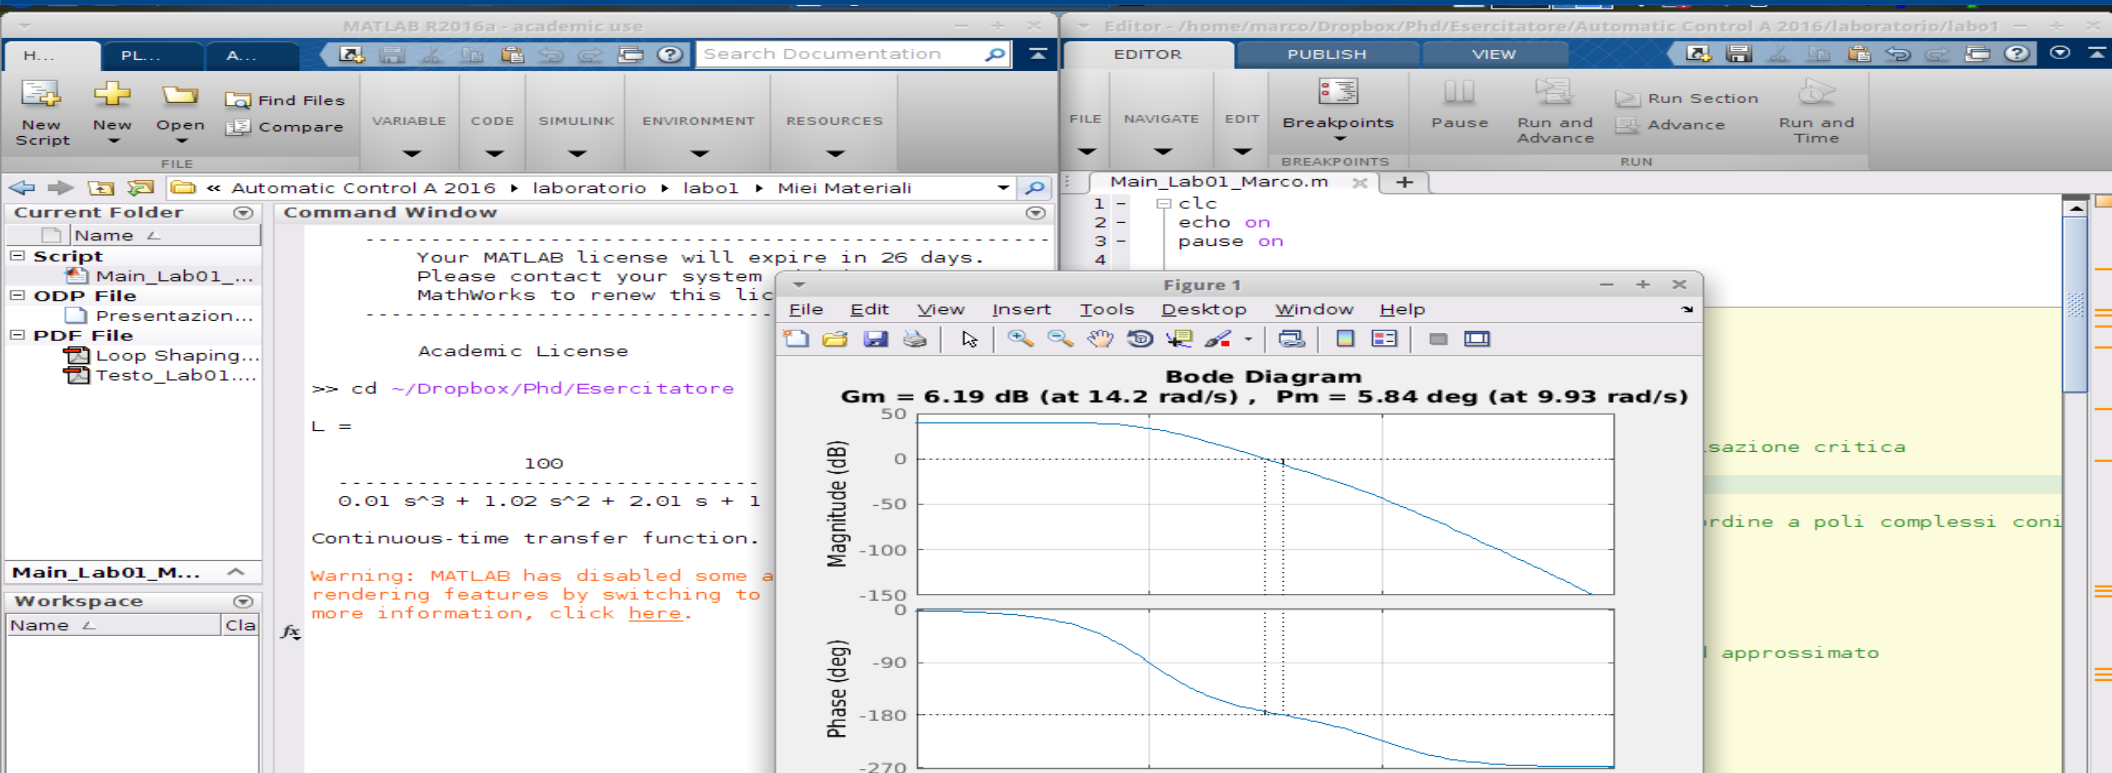 MATLAB R2016a - academic use
H...
PL...
A...
Search Documentation
New Script
New
Open
Find Files
Compare
FILE
VARIABLE
CODE
SIMULINK
ENVIRONMENT
RESOURCES
« Automatic Control A 2016 ▸ laboratorio ▸ labo1 ▸ Miei Materiali
Current Folder
Name
Script
Main_Lab01_...
ODP File
Presentazion...
PDF File
Loop Shaping...
Testo_Lab01....
Main_Lab01_M...
Workspace
Name
Cla
Command Window
----------------------------------------------------
Your MATLAB license will expire in 26 days.
Please contact your system
MathWorks to renew this lic
Academic License
>> cd ~/Dropbox/Phd/Esercitatore
L =
100
--------------------------------
0.01 s^3 + 1.02 s^2 + 2.01 s + 1
Continuous-time transfer function.
Warning: MATLAB has disabled some a
rendering features by switching to
more information, click here.
fx
Editor - /home/marco/Dropbox/Phd/Esercitatore/Automatic Control A 2016/laboratorio/labo1
EDITOR
PUBLISH
VIEW
FILE
NAVIGATE
EDIT
Breakpoints
BREAKPOINTS
Pause
Run and Advance
Run Section
Advance
Run and Time
RUN
Main_Lab01_Marco.m
1 - clc
2 - echo on
3 - pause on
4
sazione critica
rdine a poli complessi coni
approssimato
Figure 1
File Edit View Insert Tools Desktop Window Help
Bode Diagram
Gm = 6.19 dB (at 14.2 rad/s) , Pm = 5.84 deg (at 9.93 rad/s)
Magnitude (dB)
50
0
-50
-100
-150
Phase (deg)
0
-90
-180
-270